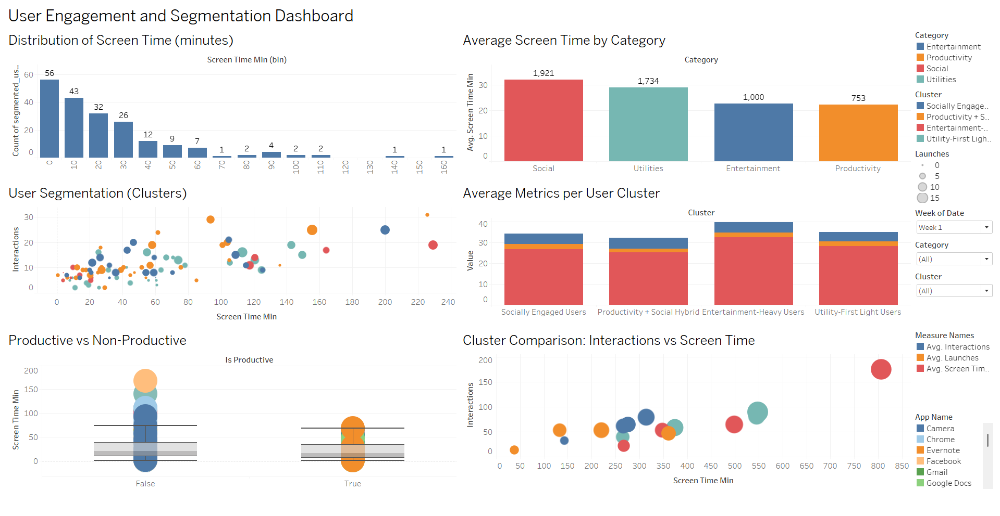 User Engagement and Segmentation Dashboard
Distribution of Screen Time (minutes)
Screen Time Min (bin)
Count of segmented_us..
60
40
20
0
56
43
32
26
12
9
7
1
2
4
2
2
1
1
0
10
20
30
40
50
60
70
80
90
100
110
120
130
140
150
160
Average Screen Time by Category
Category
Avg. Screen Time Min
30
20
10
0
1,921
1,734
1,000
753
Social
Utilities
Entertainment
Productivity
User Segmentation (Clusters)
Interactions
30
20
10
0
0
20
40
60
80
100
120
140
160
180
200
220
240
Screen Time Min
Average Metrics per User Cluster
Cluster
Value
40
30
20
10
0
Socially Engaged Users
Productivity + Social Hybrid
Entertainment-Heavy Users
Utility-First Light Users
Productive vs Non-Productive
Is Productive
Screen Time Min
200
150
100
50
0
False
True
Cluster Comparison: Interactions vs Screen Time
Interactions
200
150
100
50
0
0
50
100
150
200
250
300
350
400
450
500
550
600
650
700
750
800
850
Screen Time Min
Category
Entertainment
Productivity
Social
Utilities
Cluster
Socially Engage..
Productivity + S..
Entertainment-..
Utility-First Ligh..
Launches
0
5
10
15
Week of Date
Week 1
Category
(All)
Cluster
(All)
Measure Names
Avg. Interactions
Avg. Launches
Avg. Screen Tim..
App Name
Camera
Chrome
Evernote
Facebook
Gmail
Google Docs